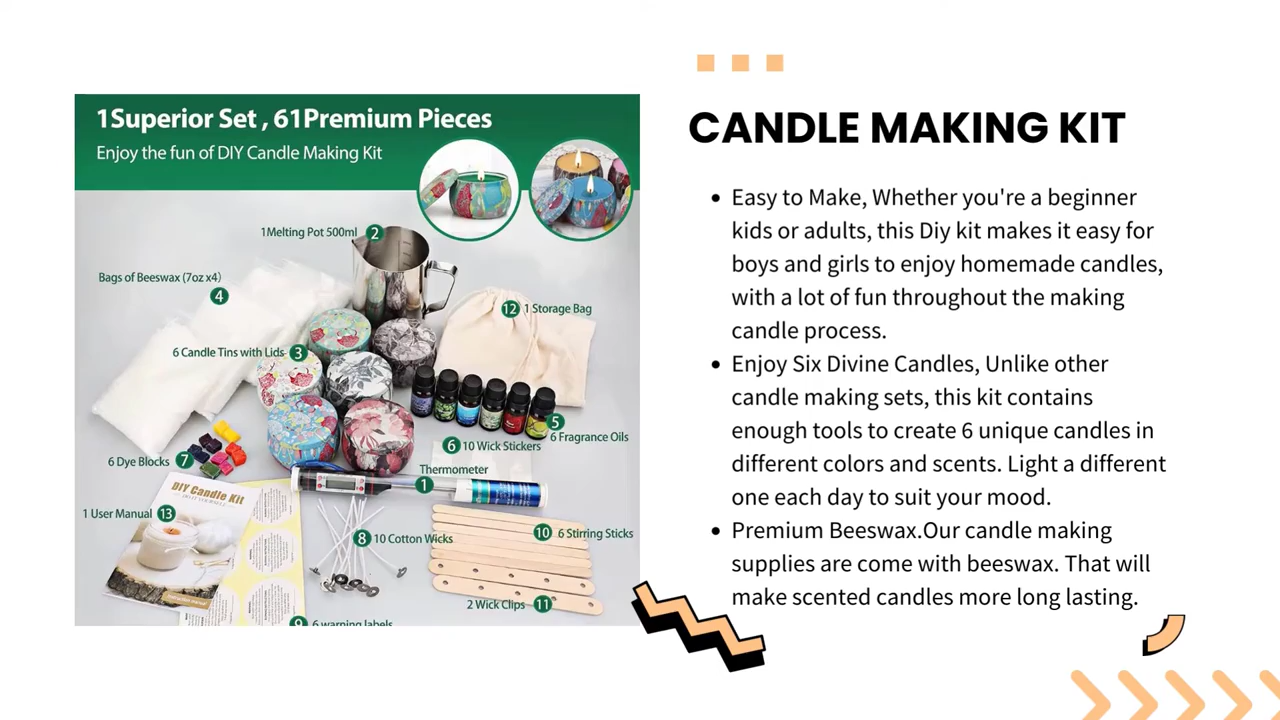 1Superior Set , 61Premium Pieces
Enjoy the fun of DIY Candle Making Kit
1Melting Pot 500ml 2
Bags of Beeswax (7oz x4)
4
12 1 Storage Bag
6 Candle Tins with Lids 3
5
6 Fragrance Oils
6 10 Wick Stickers
6 Dye Blocks 7
Thermometer
1
DIY Candle Kit
1 User Manual 13
8 10 Cotton Wicks
10 6 Stirring Sticks
2 Wick Clips 11
9 6 warning labels
CANDLE MAKING KIT
• Easy to Make, Whether you're a beginner
kids or adults, this Diy kit makes it easy for
boys and girls to enjoy homemade candles,
with a lot of fun throughout the making
candle process.
• Enjoy Six Divine Candles, Unlike other
candle making sets, this kit contains
enough tools to create 6 unique candles in
different colors and scents. Light a different
one each day to suit your mood.
• Premium Beeswax.Our candle making
supplies are come with beeswax. That will
make scented candles more long lasting.